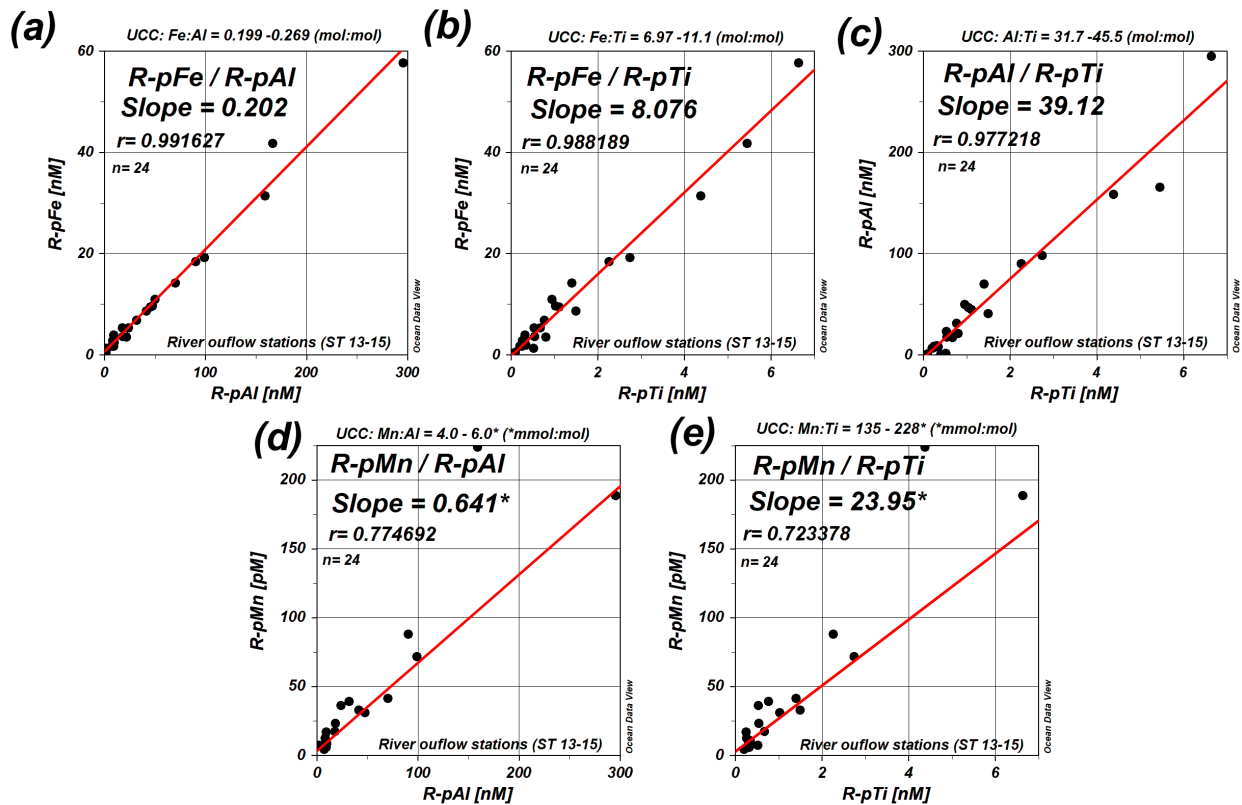 (a)
UCC: Fe:Al = 0.199 -0.269 (mol:mol)
R-pFe / R-pAl
Slope = 0.202
r= 0.991627
n= 24
60
40
20
0
R-pFe [nM]
River ouflow stations (ST 13-15)
Ocean Data View
0
100
200
300
R-pAl [nM]
(b)
UCC: Fe:Ti = 6.97 -11.1 (mol:mol)
R-pFe / R-pTi
Slope = 8.076
r= 0.988189
n= 24
60
40
20
0
R-pFe [nM]
River ouflow stations (ST 13-15)
Ocean Data View
0
2
4
6
R-pTi [nM]
(c)
UCC: Al:Ti = 31.7 -45.5 (mol:mol)
R-pAl / R-pTi
Slope = 39.12
r= 0.977218
n= 24
300
200
100
0
R-pAl [nM]
River ouflow stations (ST 13-15)
Ocean Data View
0
2
4
6
R-pTi [nM]
(d)
UCC: Mn:Al = 4.0 - 6.0* (*mmol:mol)
R-pMn / R-pAl
Slope = 0.641*
r= 0.774692
n= 24
200
150
100
50
0
R-pMn [pM]
River ouflow stations (ST 13-15)
Ocean Data View
0
100
200
300
R-pAl [nM]
(e)
UCC: Mn:Ti = 135 - 228* (*mmol:mol)
R-pMn / R-pTi
Slope = 23.95*
r= 0.723378
n= 24
200
150
100
50
0
R-pMn [pM]
River ouflow stations (ST 13-15)
Ocean Data View
0
2
4
6
R-pTi [nM]